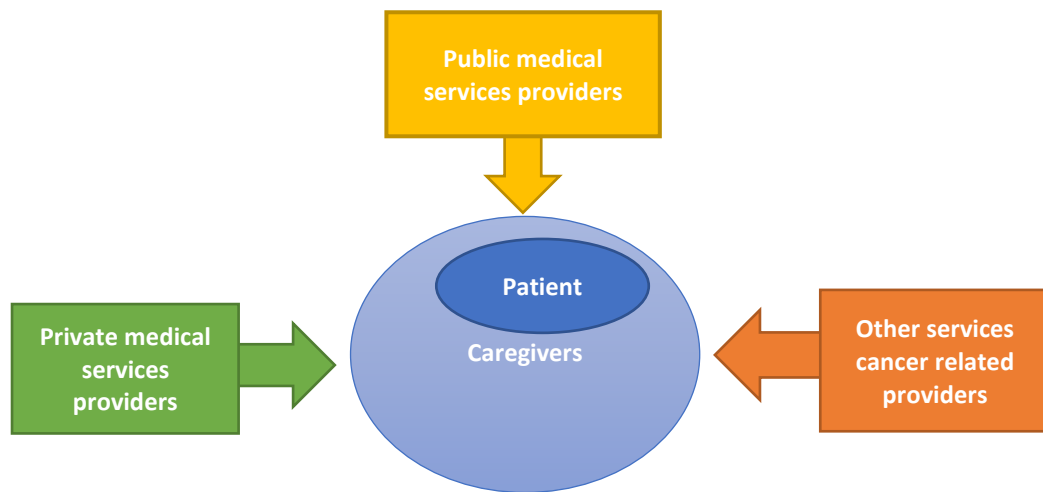 Public medical
services providers
Patient
Caregivers
Private medical
services
providers
Other services
cancer related
providers